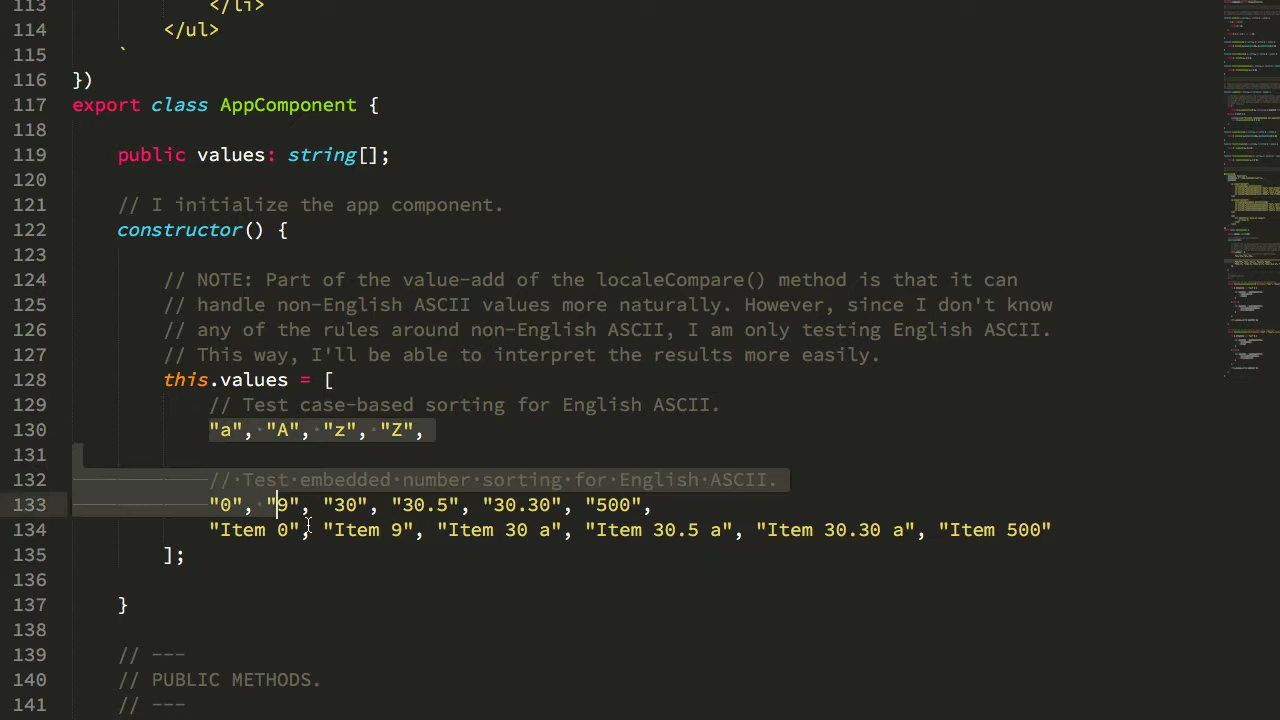 113 </li>
114 </ul>
115 `
116 })
117 export class AppComponent {
118
119 public values: string[];
120
121 // I initialize the app component.
122 constructor() {
123
124 // NOTE: Part of the value-add of the localeCompare() method is that it can
125 // handle non-English ASCII values more naturally. However, since I don't know
126 // any of the rules around non-English ASCII, I am only testing English ASCII.
127 // This way, I'll be able to interpret the results more easily.
128 this.values = [
129 // Test case-based sorting for English ASCII.
130 "a", "A", "z", "Z",
131
132 // Test embedded number sorting for English ASCII.
133 "0", "9", "30", "30.5", "30.30", "500",
134 "Item 0", "Item 9", "Item 30 a", "Item 30.5 a", "Item 30.30 a", "Item 500"
135 ];
136
137 }
138
139 // ---
140 // PUBLIC METHODS.
141 // ---